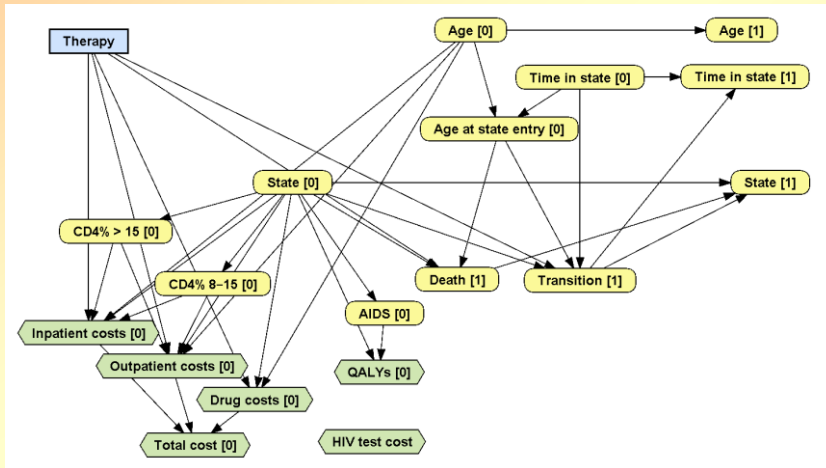 Therapy
Age [0]
Age [1]
Time in state [0]
Time in state [1]
Age at state entry [0]
State [0]
State [1]
CD4% > 15 [0]
CD4% 8–15 [0]
Death [1]
Transition [1]
AIDS [0]
Inpatient costs [0]
Outpatient costs [0]
QALYs [0]
Drug costs [0]
Total cost [0]
HIV test cost